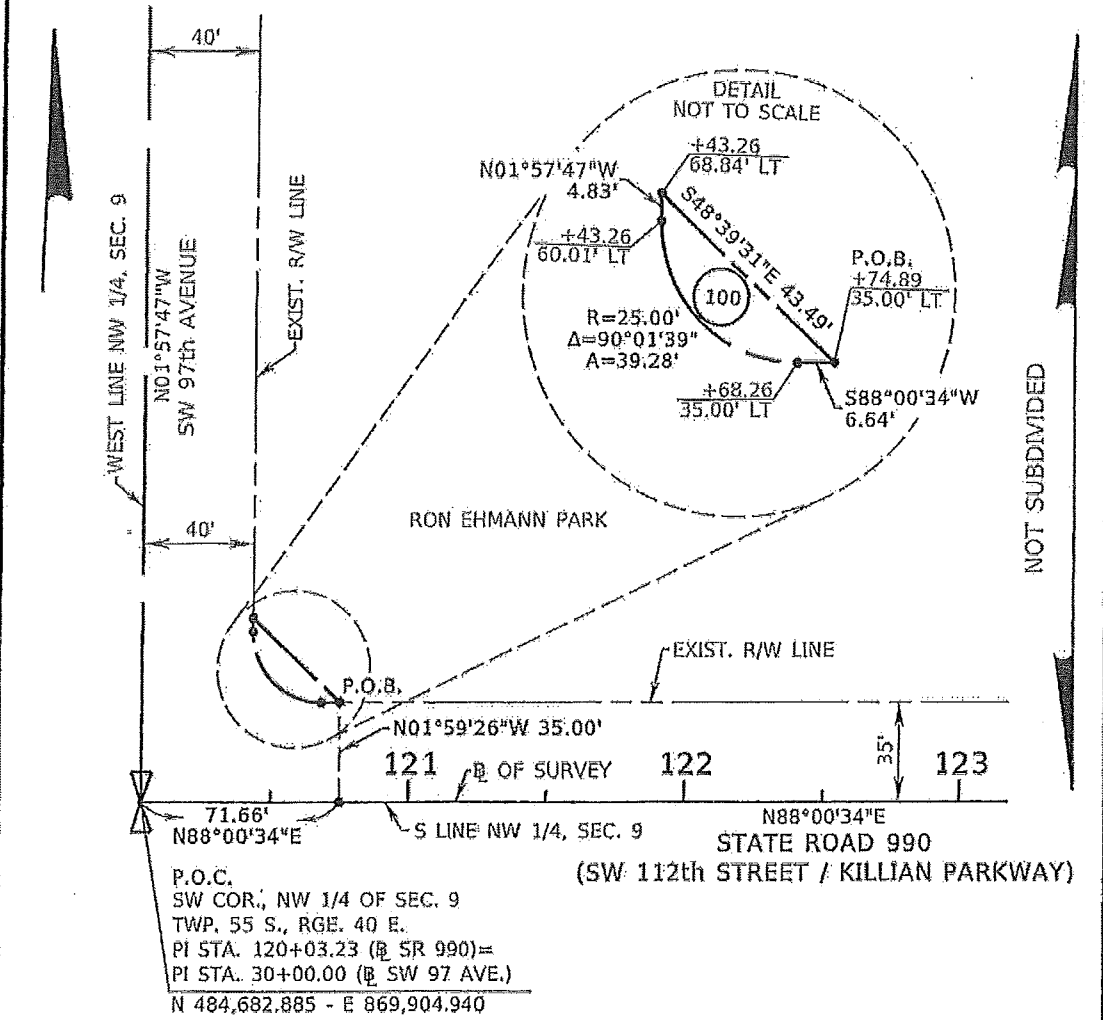 40'
WEST LINE NW 1/4, SEC. 9
N01°57'47"W
SW 97th AVENUE
EXIST. R/W LINE
40'
DETAIL
NOT TO SCALE
+43.26
68.84' LT
N01°57'47"W
4.83'
+43.26
60.01' LT
S48°39'31"E 43.49'
P.O.B.
+74.89
35.00' LT
100
R=25.00'
Δ=90°01'39"
A=39.28'
+68.26
35.00' LT
S88°00'34"W
6.64'
NOT SUBDIVIDED
RON EHMANN PARK
EXIST. R/W LINE
P.O.B.
N01°59'26"W 35.00'
35'
121
122
123
℄ OF SURVEY
71.66'
N88°00'34"E
S LINE NW 1/4, SEC. 9
N88°00'34"E
STATE ROAD 990
(SW 112th STREET / KILLIAN PARKWAY)
P.O.C.
SW COR., NW 1/4 OF SEC. 9
TWP. 55 S., RGE. 40 E.
PI STA. 120+03.23 (BL SR 990)=
PI STA. 30+00.00 (BL SW 97 AVE.)
N 484,682.885 - E 869,904.940